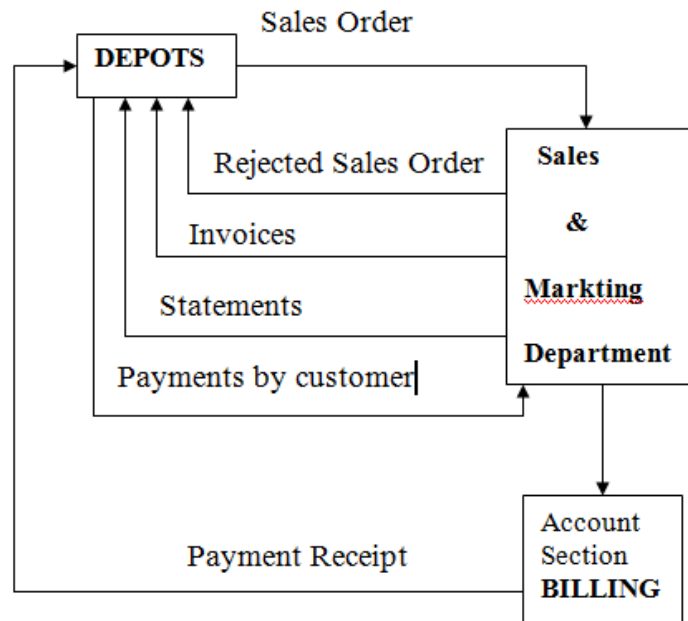 Sales Order
DEPOTS
Sales
&
Markting
Department
Rejected Sales Order
Invoices
Statements
Payments by customer
Account
Section
BILLING
Payment Receipt